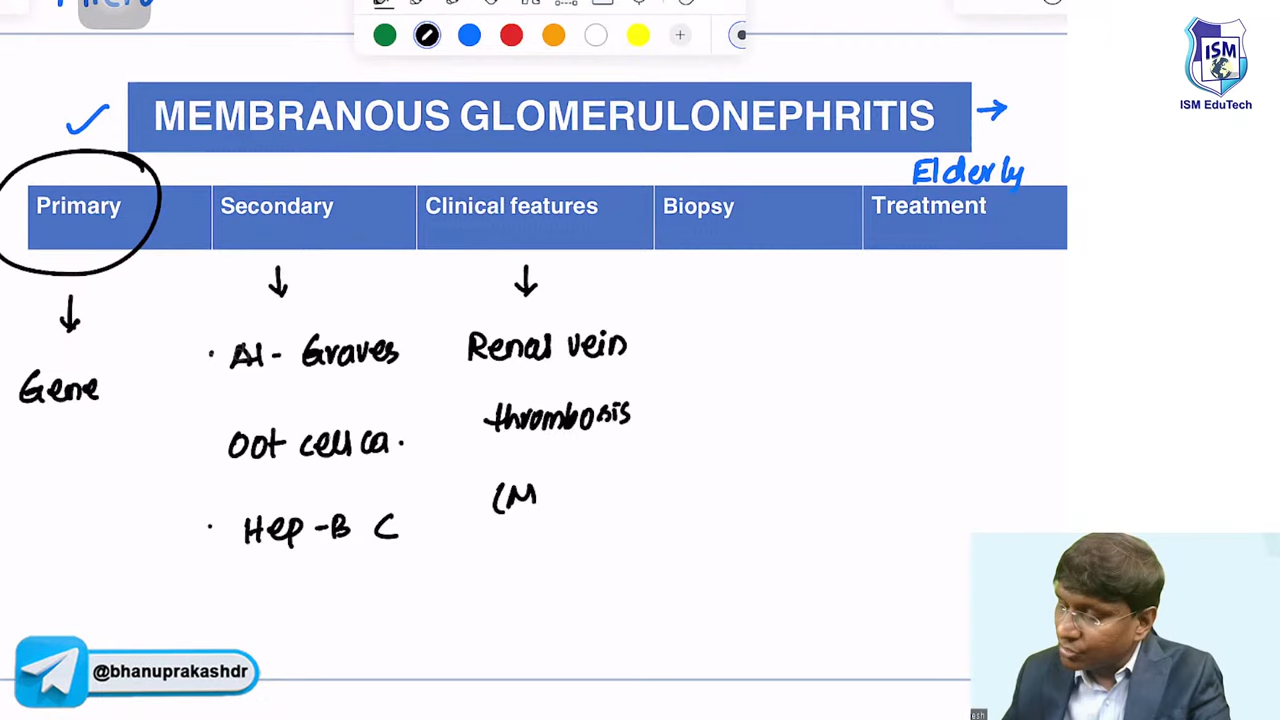 ISM
ISM EduTech
MEMBRANOUS GLOMERULONEPHRITIS →
Elderly
Primary Secondary Clinical features Biopsy Treatment
Gene
· AI - Graves
Oat cell ca.
· Hep - B C
Renal vein
thrombosis
(M
@bhanuprakashdr